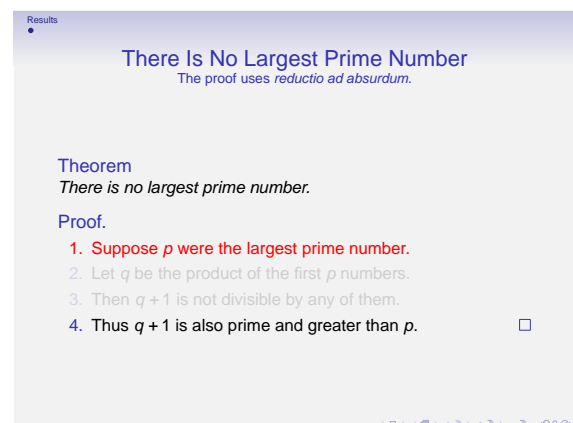 Results
There Is No Largest Prime Number
The proof uses reductio ad absurdum.
Theorem
There is no largest prime number.
Proof.
1. Suppose p were the largest prime number.
2. Let q be the product of the first p numbers.
3. Then q + 1 is not divisible by any of them.
4. Thus q + 1 is also prime and greater than p. □